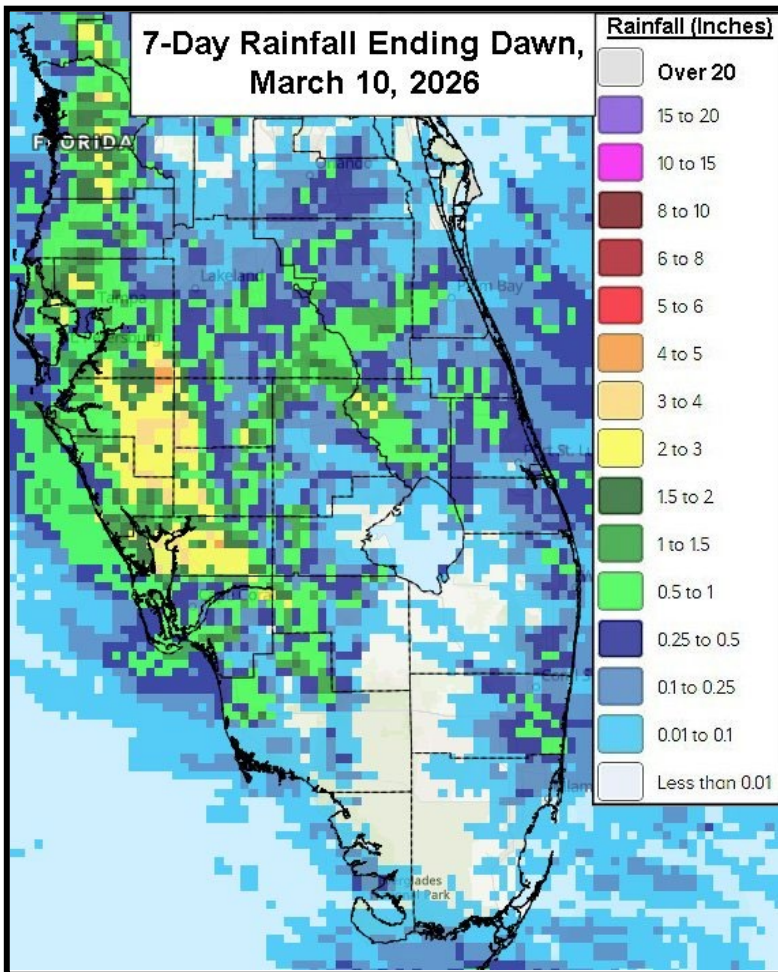 7-Day Rainfall Ending Dawn,
March 10, 2026
Rainfall (Inches)
Over 20
15 to 20
10 to 15
8 to 10
6 to 8
5 to 6
4 to 5
3 to 4
2 to 3
1.5 to 2
1 to 1.5
0.5 to 1
0.25 to 0.5
0.1 to 0.25
0.01 to 0.1
Less than 0.01
FLORIDA
Orlando
Lakeland
Palm Bay
Tampa